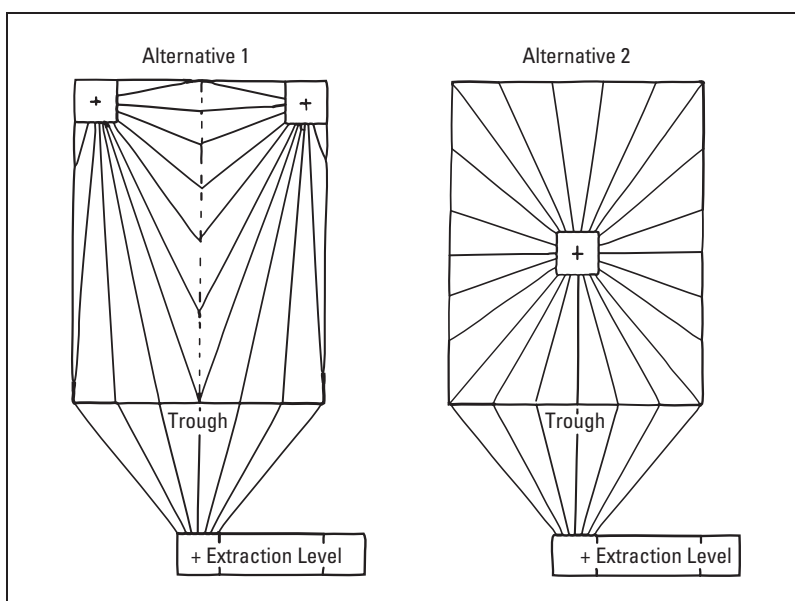 Alternative 1
Alternative 2
+
+
+
Trough
Trough
+ Extraction Level
+ Extraction Level